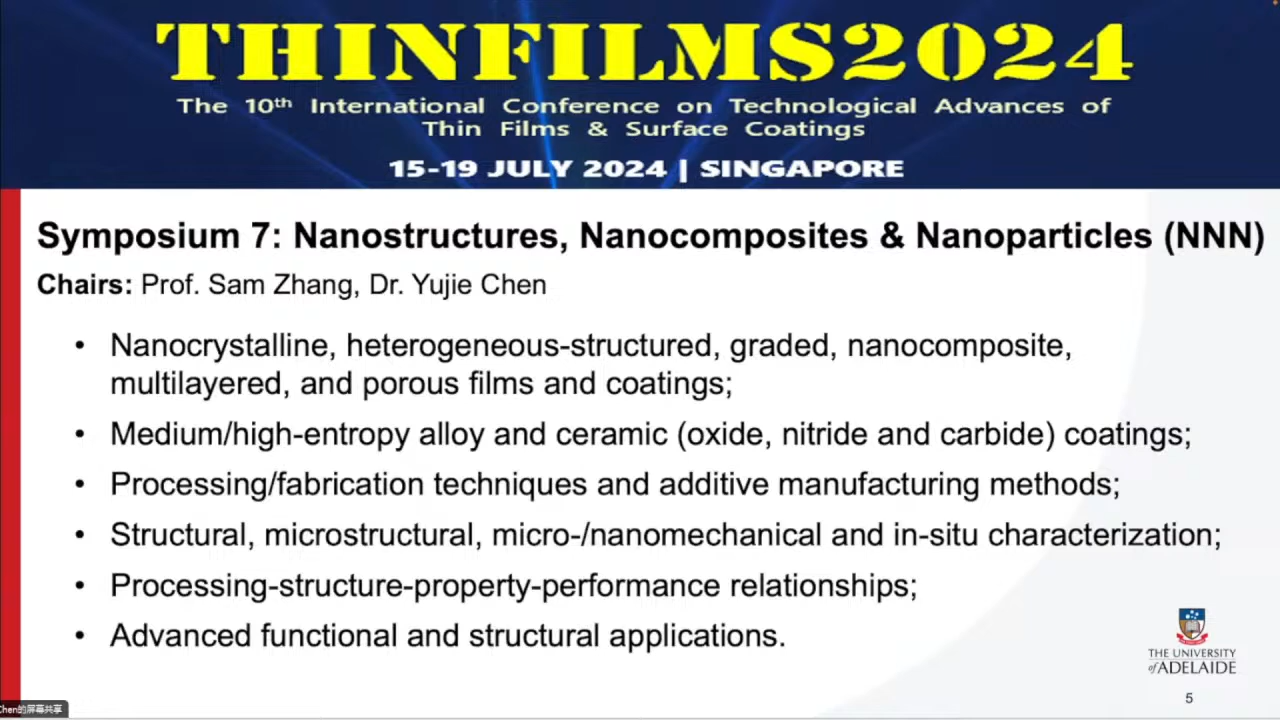 THINFILMS2024
The 10th International Conference on Technological Advances of
Thin Films & Surface Coatings
15-19 JULY 2024 | SINGAPORE
Symposium 7: Nanostructures, Nanocomposites & Nanoparticles (NNN)
Chairs: Prof. Sam Zhang, Dr. Yujie Chen
• Nanocrystalline, heterogeneous-structured, graded, nanocomposite,
multilayered, and porous films and coatings;
• Medium/high-entropy alloy and ceramic (oxide, nitride and carbide) coatings;
• Processing/fabrication techniques and additive manufacturing methods;
• Structural, microstructural, micro-/nanomechanical and in-situ characterization;
• Processing-structure-property-performance relationships;
• Advanced functional and structural applications.
THE UNIVERSITY
of ADELAIDE
5
Chen的屏幕共享